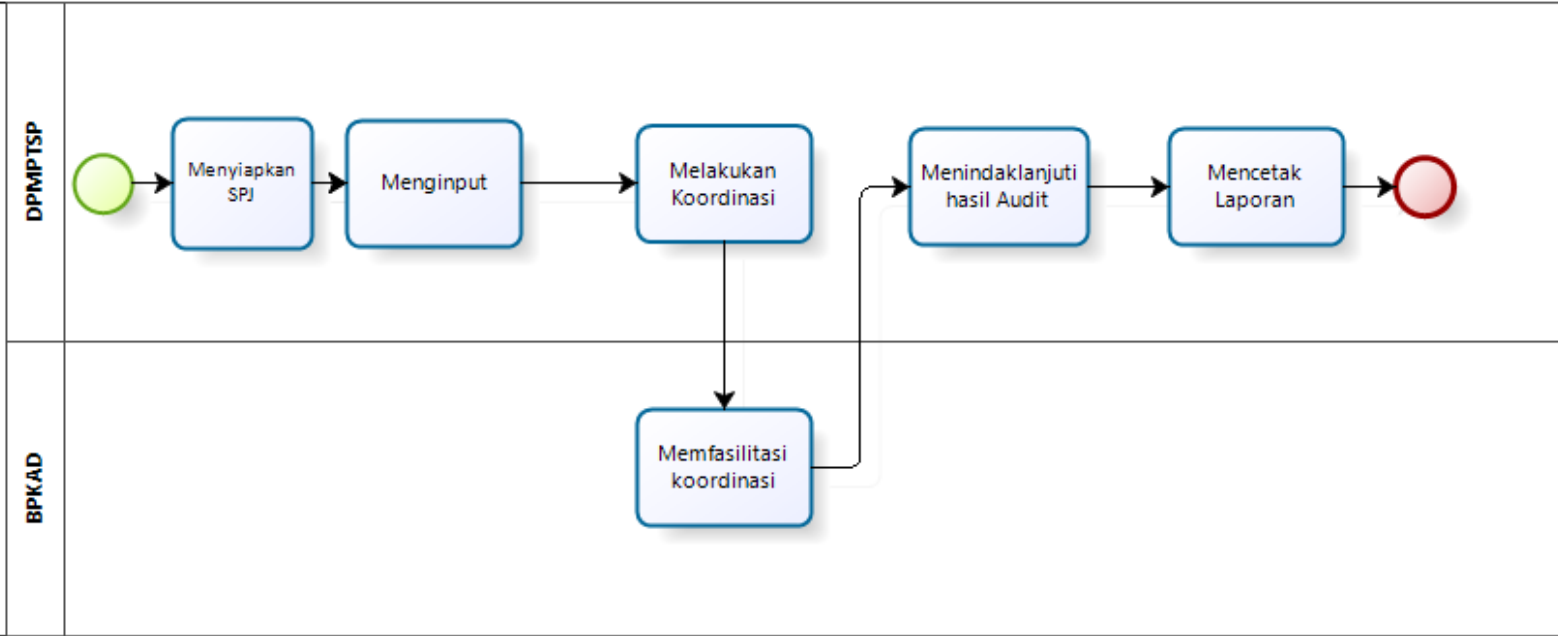 DPMPTSP
Menyiapkan
SPJ
Menginput
Melakukan
Koordinasi
Menindaklanjuti
hasil Audit
Mencetak
Laporan
BPKAD
Memfasilitasi
koordinasi